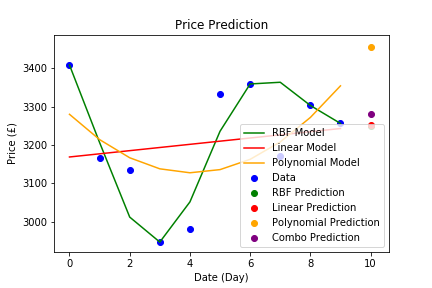 Price Prediction
Price (£)
3400
3300
3200
3100
3000
RBF Model
Linear Model
Polynomial Model
Data
RBF Prediction
Linear Prediction
Polynomial Prediction
Combo Prediction
0
2
4
6
8
10
Date (Day)